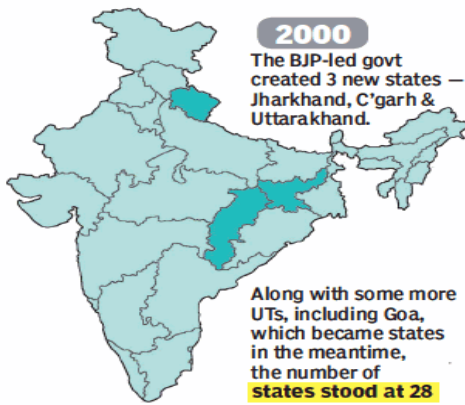 2000
The BJP-led govt
created 3 new states —
Jharkhand, C'garh &
Uttarakhand.
Along with some more
UTs, including Goa,
which became states
in the meantime,
the number of
states stood at 28